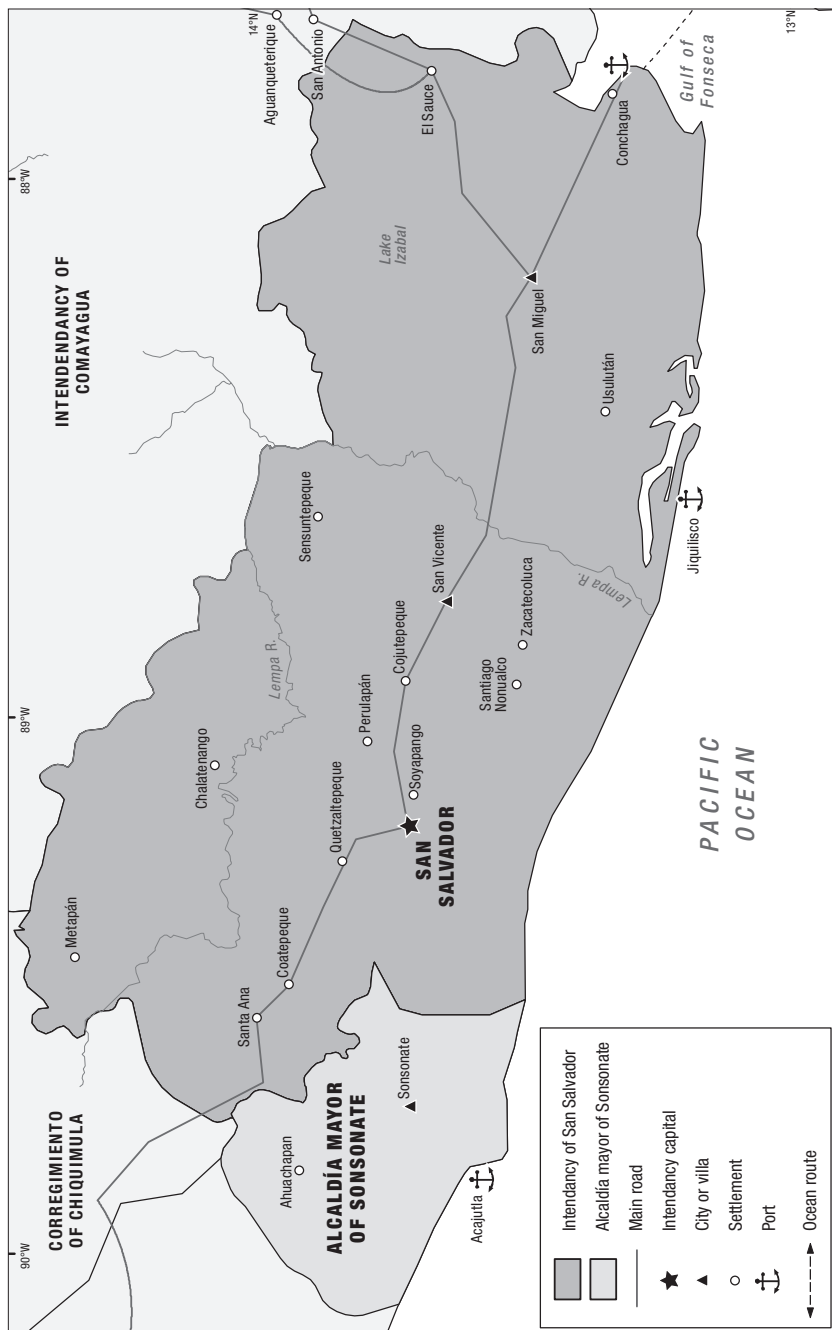 90°W
89°W
88°W
14°N
13°N
CORREGIMIENTO
OF CHIQUIMULA
INTENDENDANCY OF
COMAYAGUA
Aguanqueterique
San Antonio
El Sauce
Metapán
Chalatenango
Lempa R.
Sensuntepeque
Lake
Izabal
Santa Ana
Coatepeque
Quetzaltepeque
Perulapán
Cojutepeque
Soyapango
SAN
SALVADOR
San Vicente
San Miguel
Conchagua
Gulf of
Fonseca
Ahuachapan
ALCALDÍA MAYOR
OF SONSONATE
Sonsonate
Acajutla
Santiago
Nonualco
Zacatecoluca
Lempa R.
Usulután
Jiquilisco
PACIFIC
OCEAN
Intendancy of San Salvador
Alcaldía mayor of Sonsonate
Main road
Intendancy capital
City or villa
Settlement
Port
Ocean route